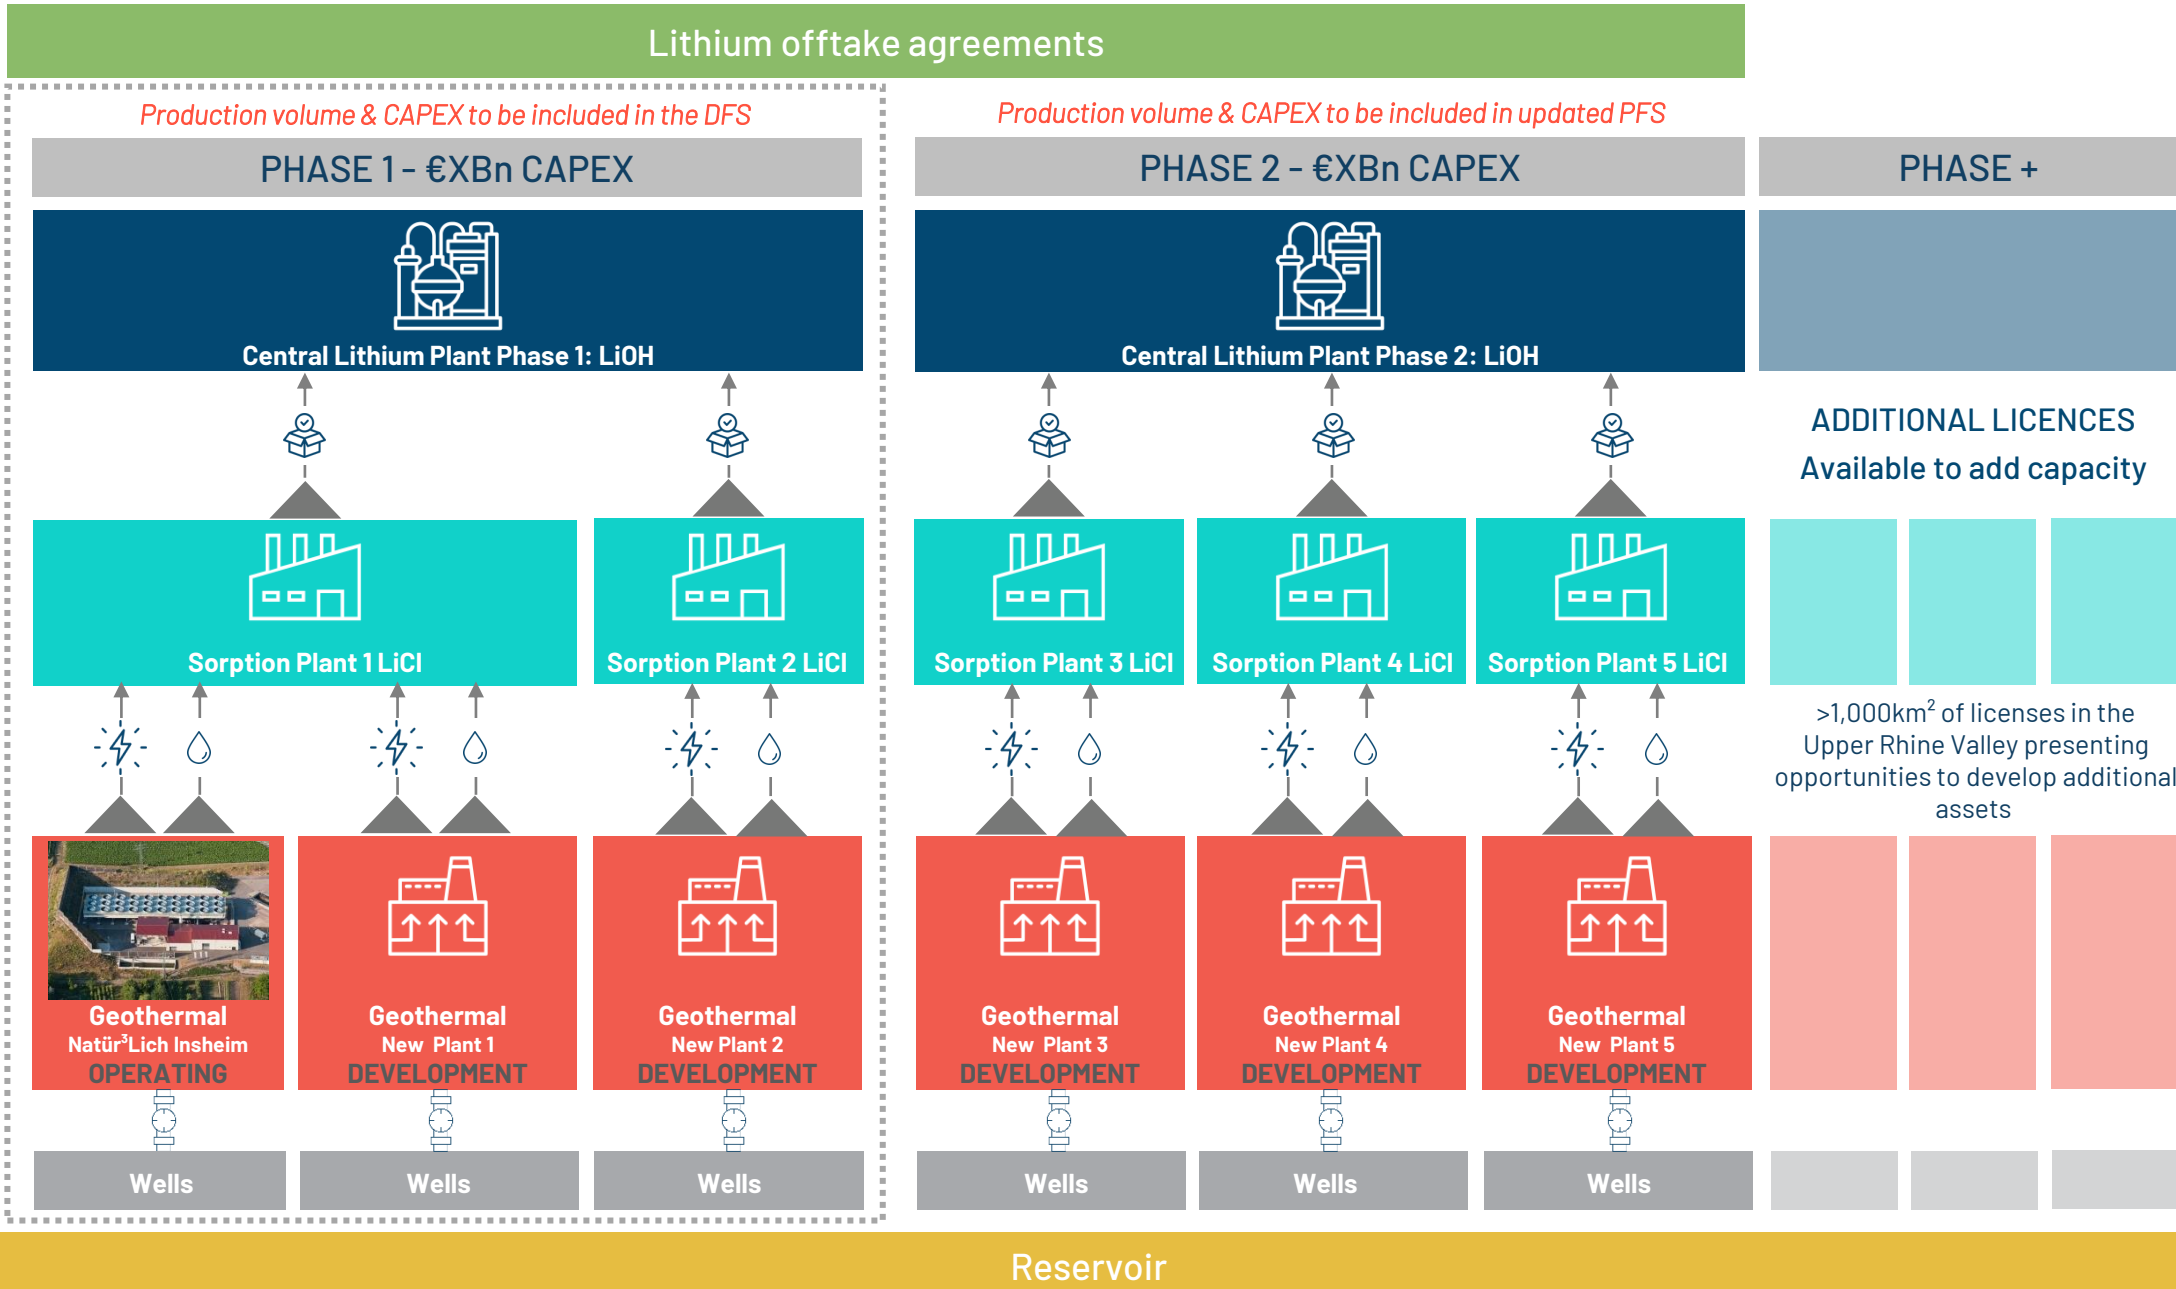 Lithium offtake agreements
Production volume & CAPEX to be included in the DFS
Production volume & CAPEX to be included in updated PFS
PHASE 1 - €XBn CAPEX
PHASE 2 - €XBn CAPEX
PHASE +
Central Lithium Plant Phase 1: LiOH
Central Lithium Plant Phase 2: LiOH
ADDITIONAL LICENCES
Available to add capacity
Sorption Plant 1 LiCl
Sorption Plant 2 LiCl
Sorption Plant 3 LiCl
Sorption Plant 4 LiCl
Sorption Plant 5 LiCl
>1,000km² of licenses in the
Upper Rhine Valley presenting
opportunities to develop additional
assets
Geothermal
Natür³Lich Insheim
OPERATING
Geothermal
New Plant 1
DEVELOPMENT
Geothermal
New Plant 2
DEVELOPMENT
Geothermal
New Plant 3
DEVELOPMENT
Geothermal
New Plant 4
DEVELOPMENT
Geothermal
New Plant 5
DEVELOPMENT
Wells
Wells
Wells
Wells
Wells
Wells
Reservoir